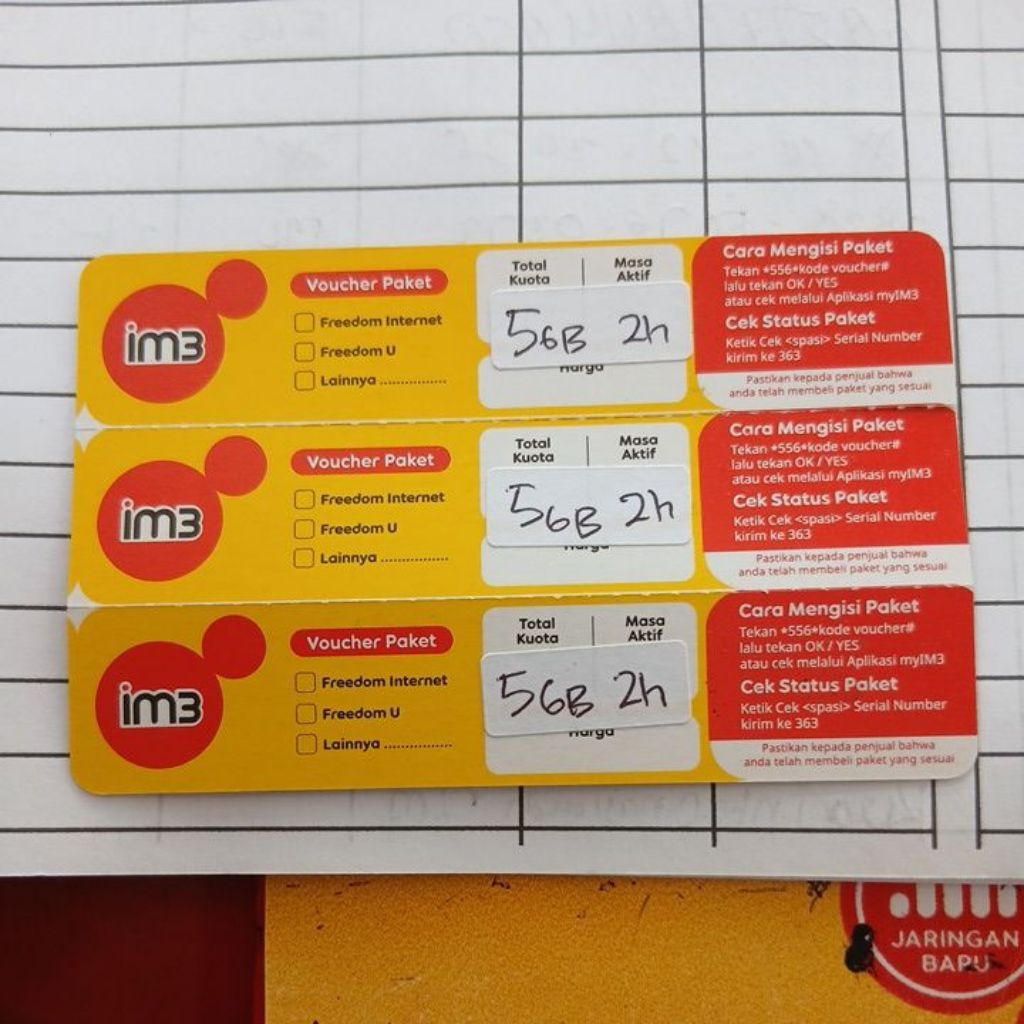 im3
Voucher Paket
Freedom Internet
Freedom U
Lainnya ................
Total Kuota
Masa Aktif
5GB 2h
Harga
Cara Mengisi Paket
Tekan *556*kode voucher#
lalu tekan OK / YES
atau cek melalui Aplikasi myIM3
Cek Status Paket
Ketik Cek <spasi> Serial Number
kirim ke 363
Pastikan kepada penjual bahwa
anda telah membeli paket yang sesuai
im3
Voucher Paket
Freedom Internet
Freedom U
Lainnya ................
Total Kuota
Masa Aktif
5GB 2h
Harga
Cara Mengisi Paket
Tekan *556*kode voucher#
lalu tekan OK / YES
atau cek melalui Aplikasi myIM3
Cek Status Paket
Ketik Cek <spasi> Serial Number
kirim ke 363
Pastikan kepada penjual bahwa
anda telah membeli paket yang sesuai
im3
Voucher Paket
Freedom Internet
Freedom U
Lainnya ................
Total Kuota
Masa Aktif
5GB 2h
Harga
Cara Mengisi Paket
Tekan *556*kode voucher#
lalu tekan OK / YES
atau cek melalui Aplikasi myIM3
Cek Status Paket
Ketik Cek <spasi> Serial Number
kirim ke 363
Pastikan kepada penjual bahwa
anda telah membeli paket yang sesuai
JARINGAN
BARU